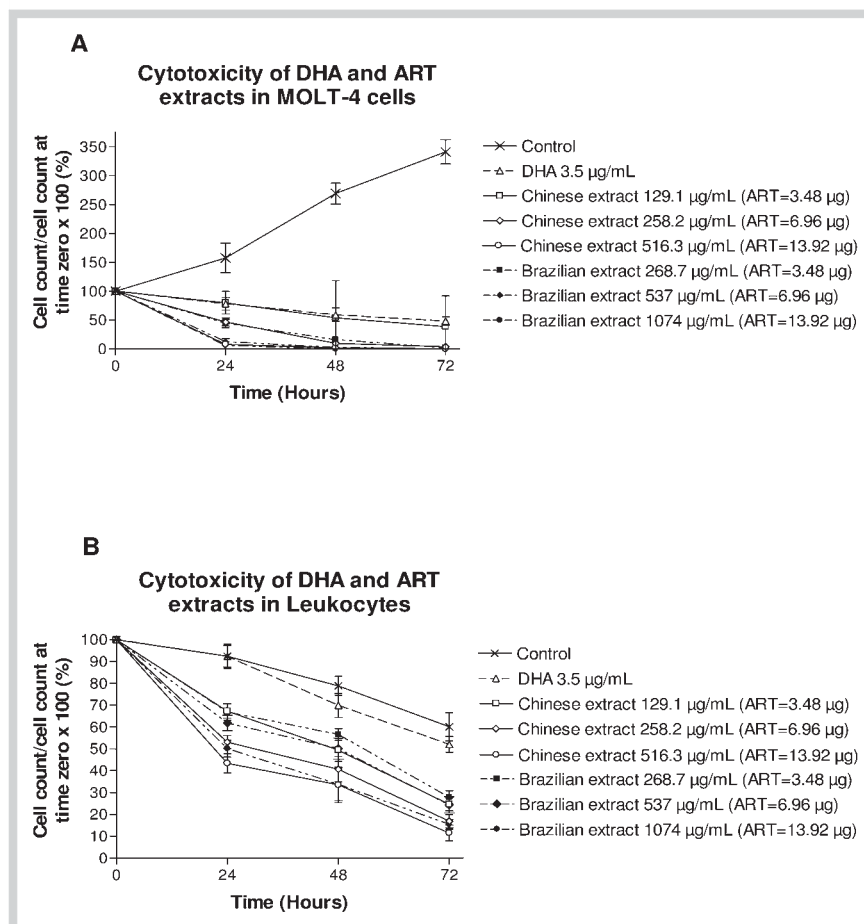 A
Cytotoxicity of DHA and ART
extracts in MOLT-4 cells
Cell count/cell count at
time zero x 100 (%)
350
300
250
200
150
100
50
0
0 24 48 72
Time (Hours)
Control
DHA 3.5 µg/mL
Chinese extract 129.1 µg/mL (ART=3.48 µg)
Chinese extract 258.2 µg/mL (ART=6.96 µg)
Chinese extract 516.3 µg/mL (ART=13.92 µg)
Brazilian extract 268.7 µg/mL (ART=3.48 µg)
Brazilian extract 537 µg/mL (ART=6.96 µg)
Brazilian extract 1074 µg/mL (ART=13.92 µg)
B
Cytotoxicity of DHA and ART
extracts in Leukocytes
Cell count/cell count at
time zero x 100 (%)
100
90
80
70
60
50
40
30
20
10
0
0 24 48 72
Time (Hours)
Control
DHA 3.5 µg/mL
Chinese extract 129.1 µg/mL (ART=3.48 µg)
Chinese extract 258.2 µg/mL (ART=6.96 µg)
Chinese extract 516.3 µg/mL (ART=13.92 µg)
Brazilian extract 268.7 µg/mL (ART=3.48 µg)
Brazilian extract 537 µg/mL (ART=6.96 µg)
Brazilian extract 1074 µg/mL (ART=13.92 µg)